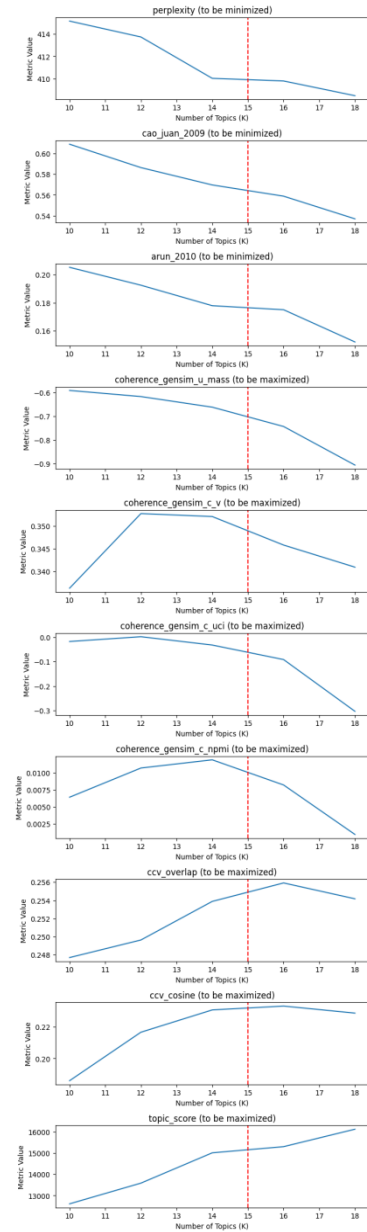 perplexity (to be minimized)
414
410
Metric Value
10 11 12 13 14 15 16 17 18
Number of Topics (K)
cao_juan_2009 (to be minimized)
0.60
0.58
0.56
0.54
Metric Value
10 11 12 13 14 15 16 17 18
Number of Topics (K)
arun_2010 (to be minimized)
0.20
0.18
0.16
Metric Value
10 11 12 13 14 15 16 17 18
Number of Topics (K)
coherence_gensim_u_mass (to be maximized)
−0.6
−0.7
−0.8
−0.9
Metric Value
10 11 12 13 14 15 16 17 18
Number of Topics (K)
coherence_gensim_c_v (to be maximized)
0.350
0.345
0.340
Metric Value
10 11 12 13 14 15 16 17 18
Number of Topics (K)
coherence_gensim_c_uci (to be maximized)
0.0
−0.1
−0.2
−0.3
Metric Value
10 11 12 13 14 15 16 17 18
Number of Topics (K)
coherence_gensim_c_npmi (to be maximized)
0.0100
0.0075
0.0050
0.0025
Metric Value
10 11 12 13 14 15 16 17 18
Number of Topics (K)
ccv_overlap (to be maximized)
0.256
0.254
0.252
0.250
0.248
Metric Value
10 11 12 13 14 15 16 17 18
Number of Topics (K)
ccv_cosine (to be maximized)
0.22
0.20
Metric Value
10 11 12 13 14 15 16 17 18
Number of Topics (K)
topic_score (to be maximized)
16000
15000
14000
13000
Metric Value
10 11 12 13 14 15 16 17 18
Number of Topics (K)